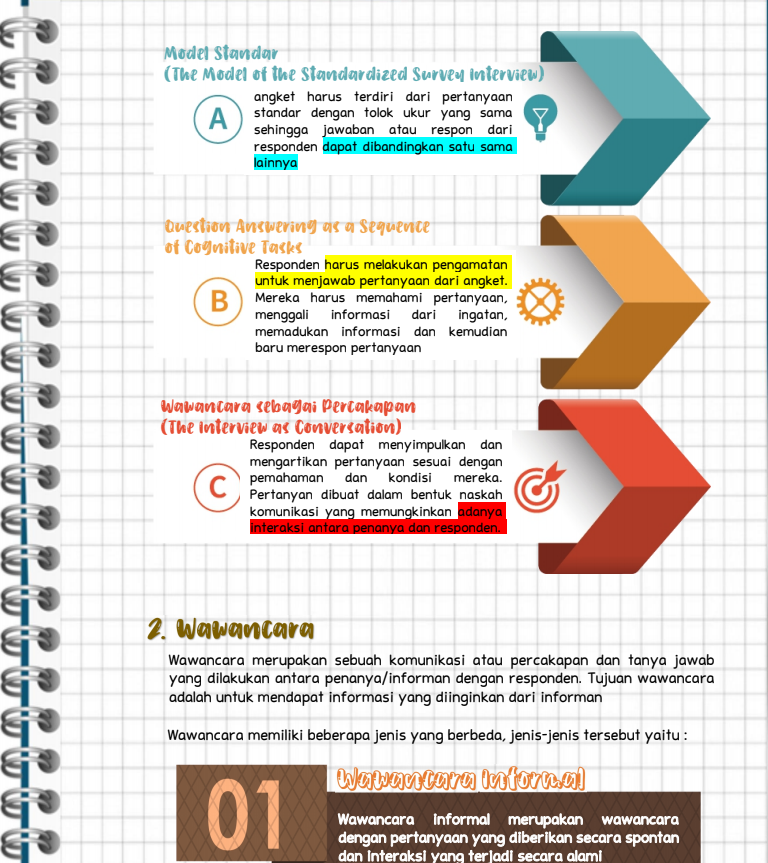 Model Standar
(The Model of the Standardized Survey Interview)
A
angket harus terdiri dari pertanyaan
standar dengan tolok ukur yang sama
sehingga jawaban atau respon dari
responden dapat dibandingkan satu sama
lainnya
Question Answering as a Sequence
of Cognitive Tasks
B
Responden harus melakukan pengamatan
untuk menjawab pertanyaan dari angket.
Mereka harus memahami pertanyaan,
menggali informasi dari ingatan,
memadukan informasi dan kemudian
baru merespon pertanyaan
Wawancara sebagai Percakapan
(The Interview as Conversation)
C
Responden dapat menyimpulkan dan
mengartikan pertanyaan sesuai dengan
pemahaman dan kondisi mereka.
Pertanyan dibuat dalam bentuk naskah
komunikasi yang memungkinkan adanya
interaksi antara penanya dan responden.
2. Wawancara
Wawancara merupakan sebuah komunikasi atau percakapan dan tanya jawab
yang dilakukan antara penanya/informan dengan responden. Tujuan wawancara
adalah untuk mendapat informasi yang diinginkan dari informan
Wawancara memiliki beberapa jenis yang berbeda, jenis-jenis tersebut yaitu :
01
Wawancara Informal
Wawancara informal merupakan wawancara
dengan pertanyaan yang diberikan secara spontan
dan interaksi yang terjadi secara alami